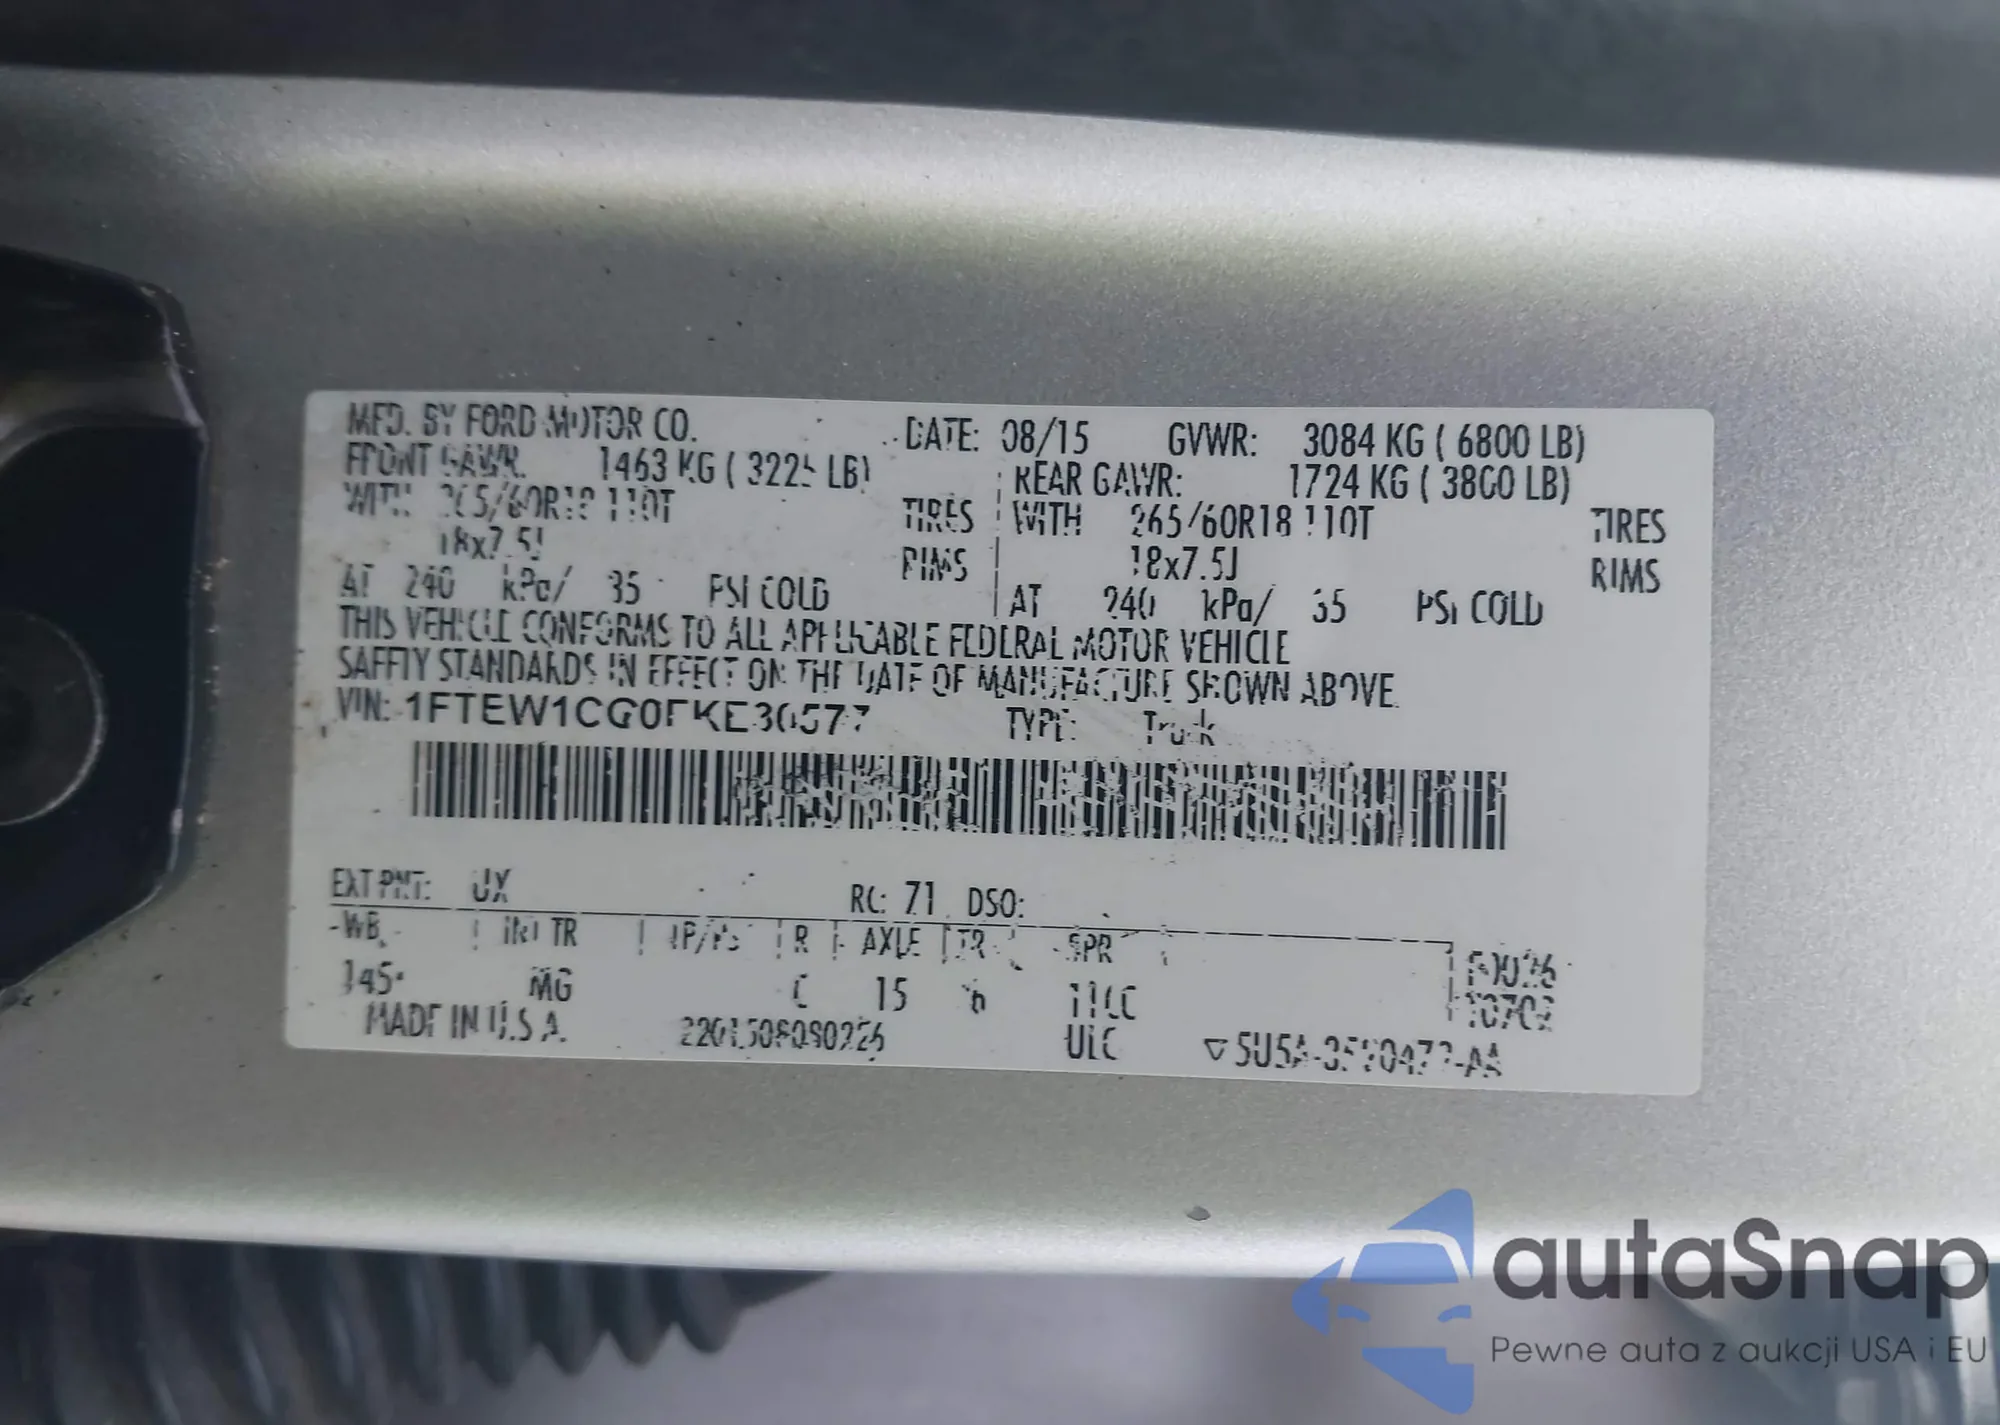 MFD. BY FORD MOTOR CO. DATE: 08/15 GVWR: 3084 KG ( 6800 LB)
FRONT GAWR: 1463 KG ( 3225 LB) REAR GAWR: 1724 KG ( 3800 LB)
WITH 265/60R18 110T TIRES WITH 265/60R18 110T TIRES
18x7.5J RIMS 18x7.5J RIMS
AT 240 kPa/ 35 PSI COLD AT 240 kPa/ 35 PSI COLD
THIS VEHICLE CONFORMS TO ALL APPLICABLE FEDERAL MOTOR VEHICLE
SAFETY STANDARDS IN EFFECT ON THE DATE OF MANUFACTURE SHOWN ABOVE.
VIN: TYPE: Truck
EXT PNT: UX RC: 71 DSO:
WB INT TR TP/PS R AXLE TR SPR
145 MG 15
MADE IN U.S.A.
autaSnap
Pewne auta z aukcji USA i EU